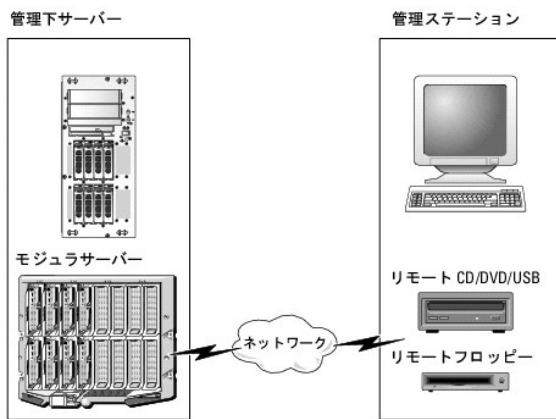 管理下サーバー
管理ステーション
モジュラサーバー
リモート CD/DVD/USB
ネットワーク
リモートフロッピー